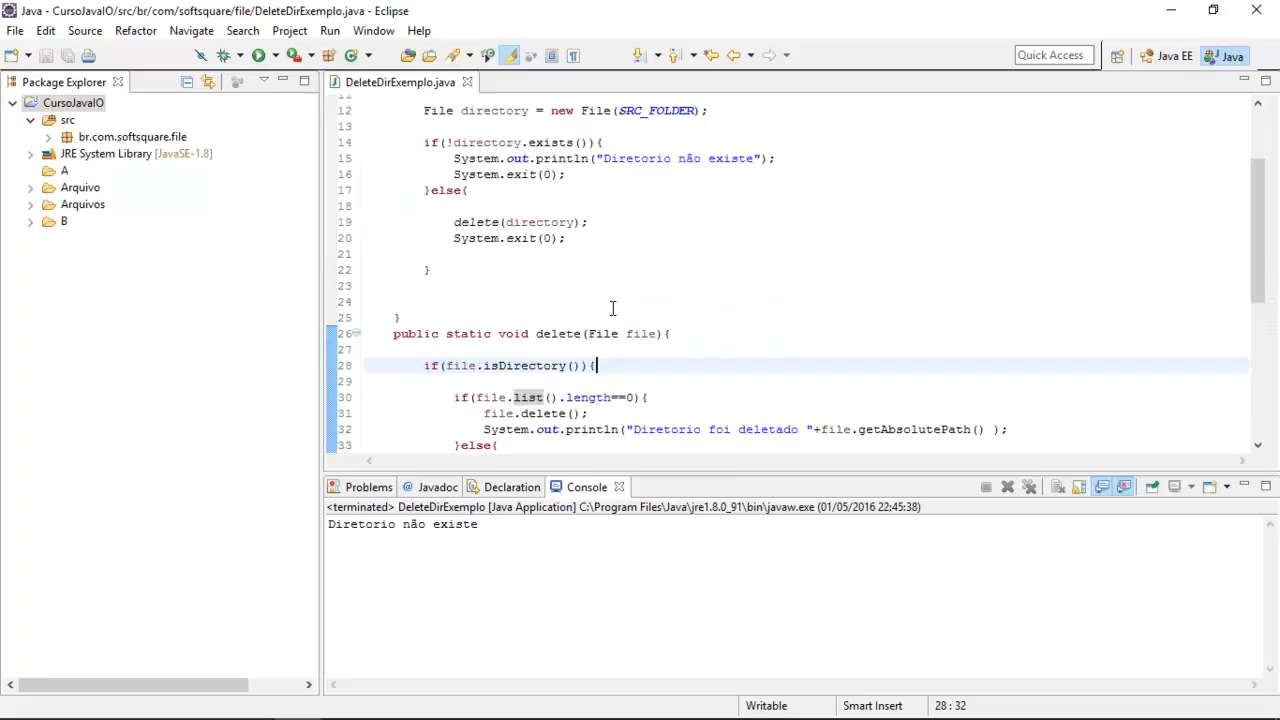 Java - CursoJavaIO/src/br/com/softsquare/file/DeleteDirExemplo.java - Eclipse
File Edit Source Refactor Navigate Search Project Run Window Help
Quick Access Java EE Java
Package Explorer
CursoJavaIO
src
br.com.softsquare.file
JRE System Library [JavaSE-1.8]
A
Arquivo
Arquivos
B
DeleteDirExemplo.java
11
12 File directory = new File(SRC_FOLDER);
13
14 if(!directory.exists()){
15 System.out.println("Diretorio não existe");
16 System.exit(0);
17 }else{
18
19 delete(directory);
20 System.exit(0);
21
22 }
23
24
25 }
26 public static void delete(File file){
27
28 if(file.isDirectory()){
29
30 if(file.list().length==0){
31 file.delete();
32 System.out.println("Diretorio foi deletado "+file.getAbsolutePath() );
33 }else{
Problems @ Javadoc Declaration Console
<terminated> DeleteDirExemplo [Java Application] C:\Program Files\Java\jre1.8.0_91\bin\javaw.exe (01/05/2016 22:45:38)
Diretorio não existe
Writable Smart Insert 28 : 32